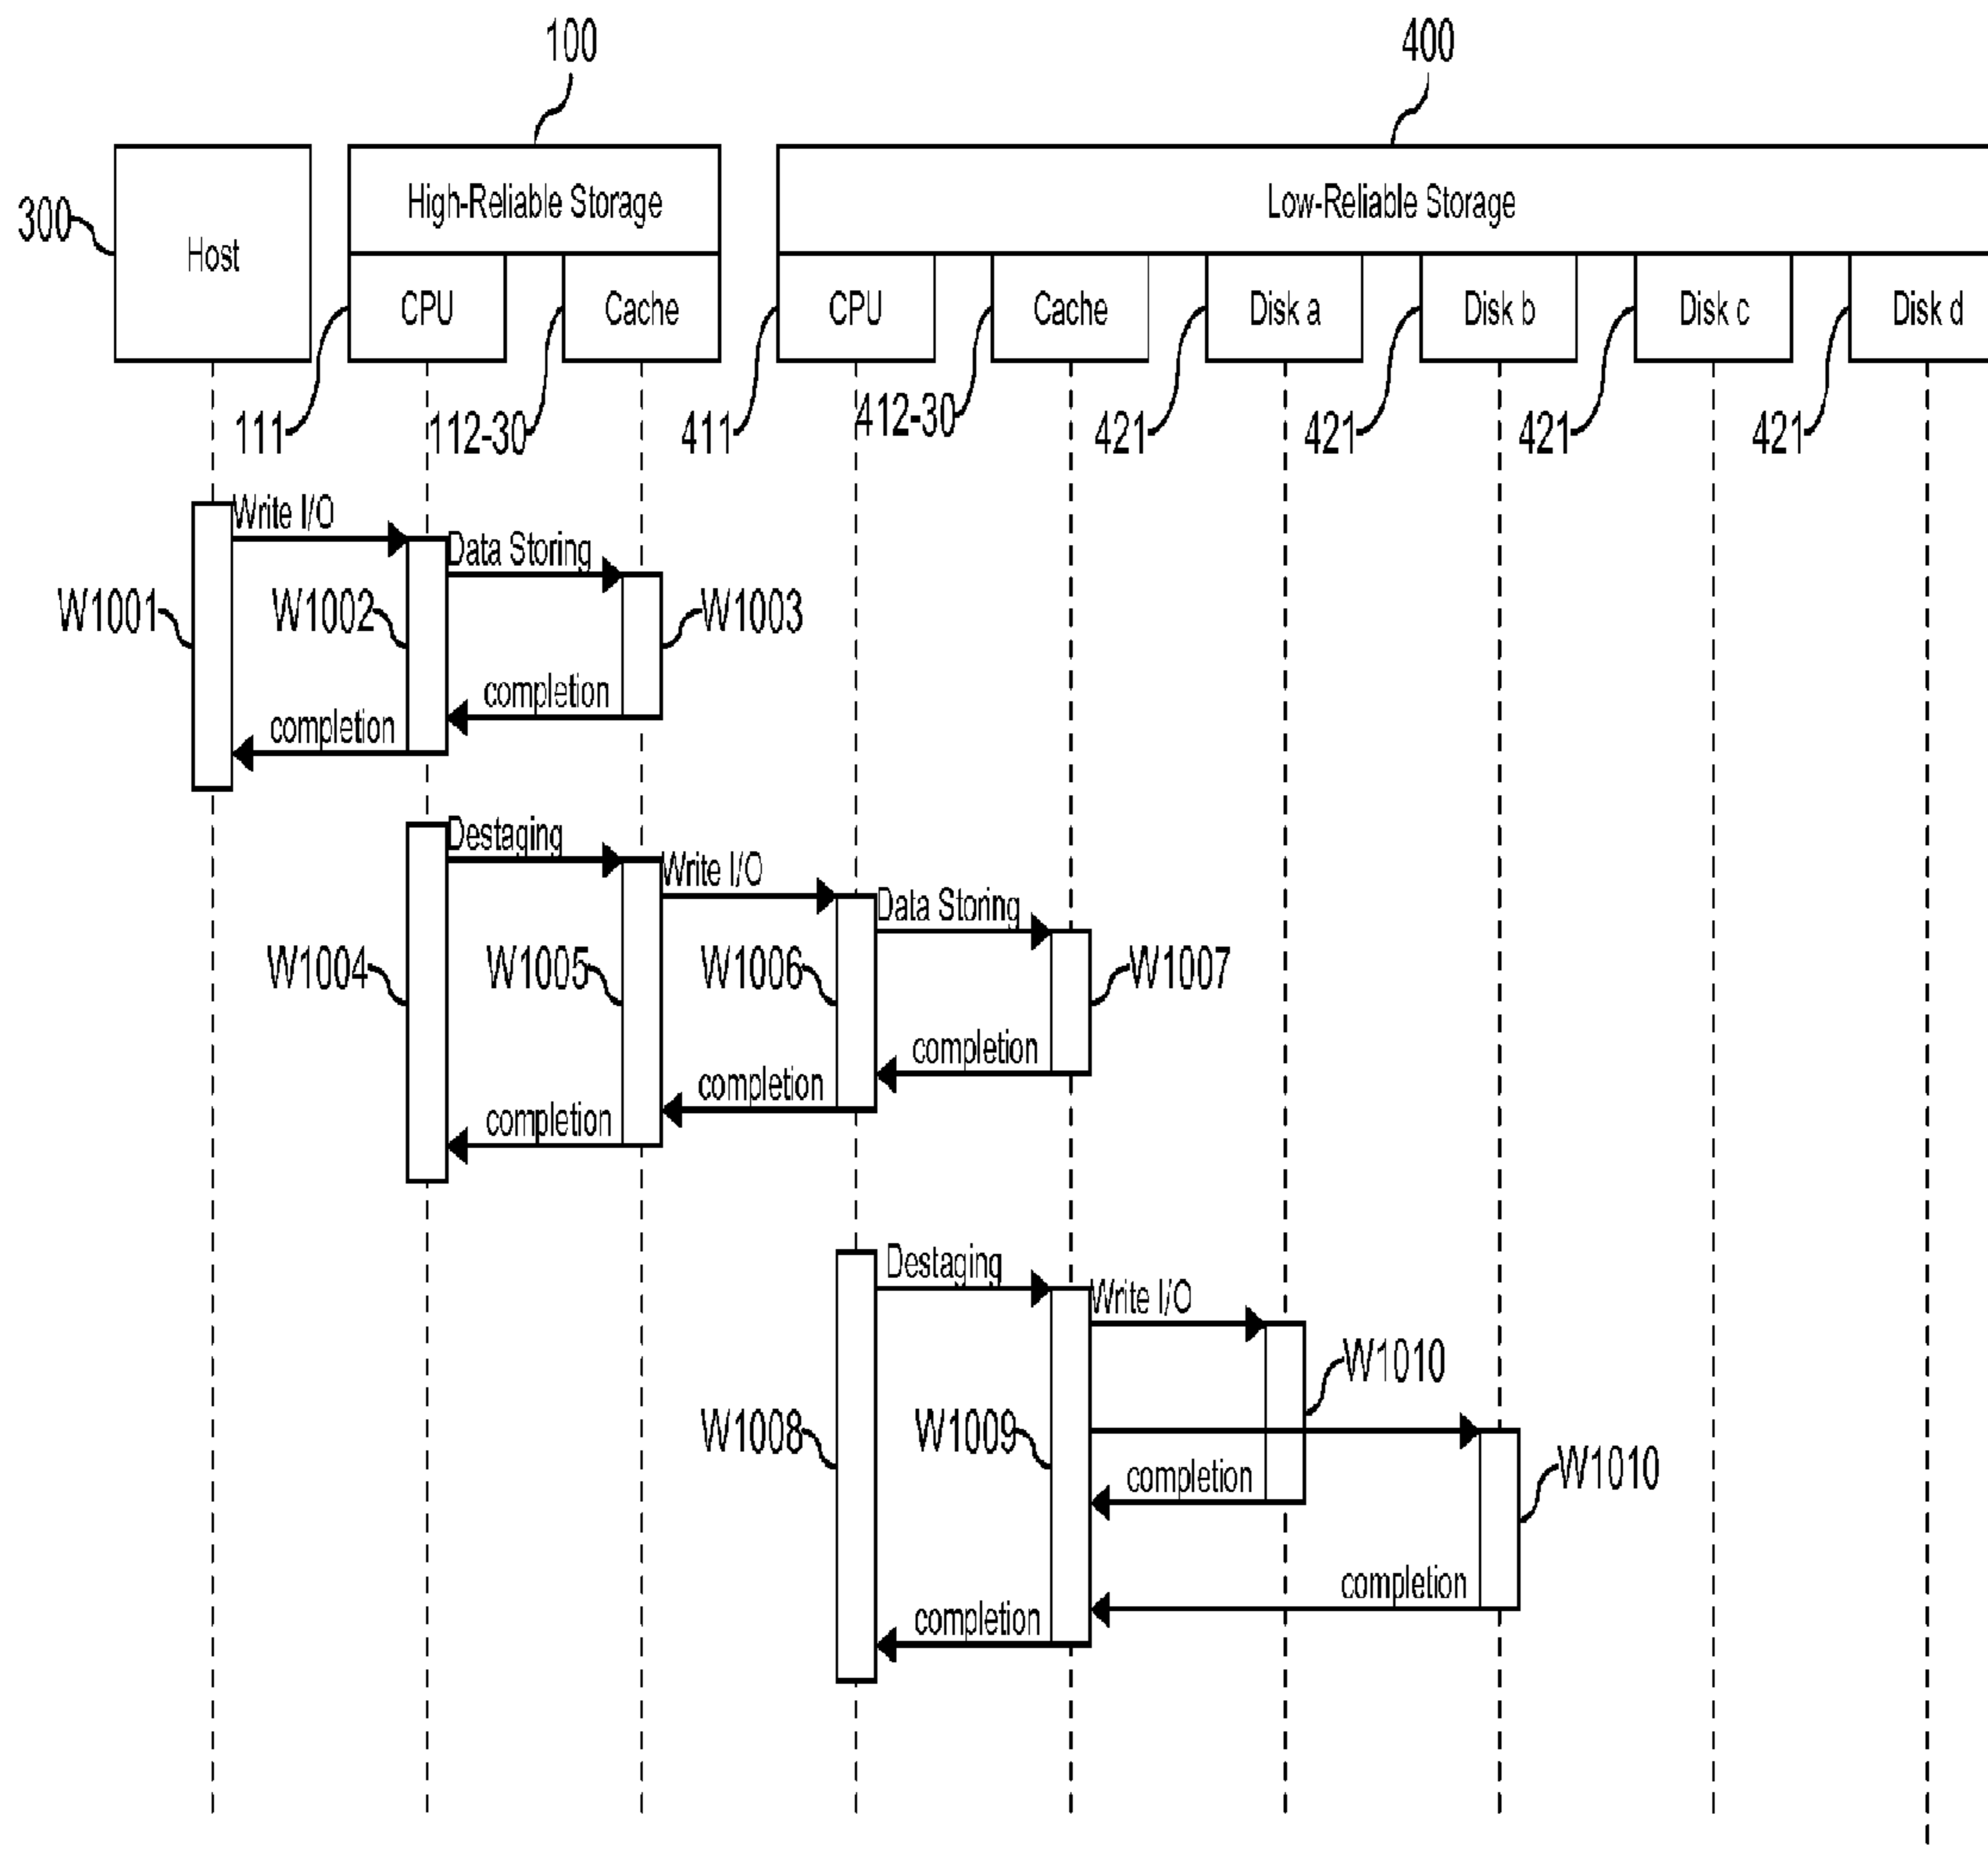 100 400
High-Reliable Storage Low-Reliable Storage
300 Host
CPU Cache CPU Cache Disk a Disk b Disk c Disk d
111 112-30 411 412-30 421 421 421 421
Write I/O
Data Storing
W1001 W1002 W1003
completion
completion
Destaging
Write I/O
Data Storing
W1004 W1005 W1006 W1007
completion
completion
completion
Destaging
Write I/O
W1010
W1008 W1009 W1010
completion
completion
completion